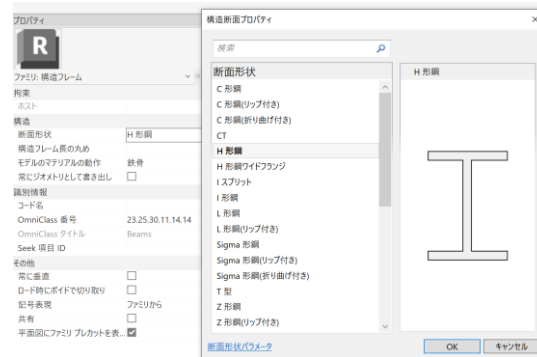 プロパティ
R
ファミリ: 構造フレーム
拘束
ホスト
構造
断面形状 H 形鋼
構造フレーム長の丸め
モデルのマテリアルの動作 鉄骨
常にジオメトリとして書き出し
識別情報
コード名
OmniClass 番号 23.25.30.11.14.14
OmniClass タイトル Beams
Seek 項目 ID
その他
常に垂直
ロード時にボイドで切り取り
記号表現 ファミリから
共有
平面図にファミリ プレカットを表...
構造断面プロパティ
検索
断面形状
C 形鋼
C 形鋼(リップ付き)
C 形鋼(折り曲げ付き)
CT
H 形鋼
H 形鋼ワイドフランジ
I スプリット
I 形鋼
L 形鋼
L 形鋼(リップ付き)
Sigma 形鋼
Sigma 形鋼(リップ付き)
Sigma 形鋼(折り曲げ付き)
T 型
Z 形鋼
Z 形鋼(リップ付き)
H 形鋼
断面形状パラメータ
OK キャンセル